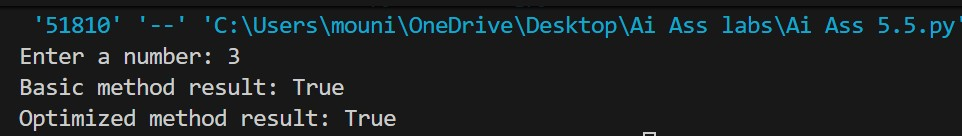 '51810' '--' 'C:\Users\mouni\OneDrive\Desktop\Ai Ass labs\Ai Ass 5.5.py'
Enter a number: 3
Basic method result: True
Optimized method result: True